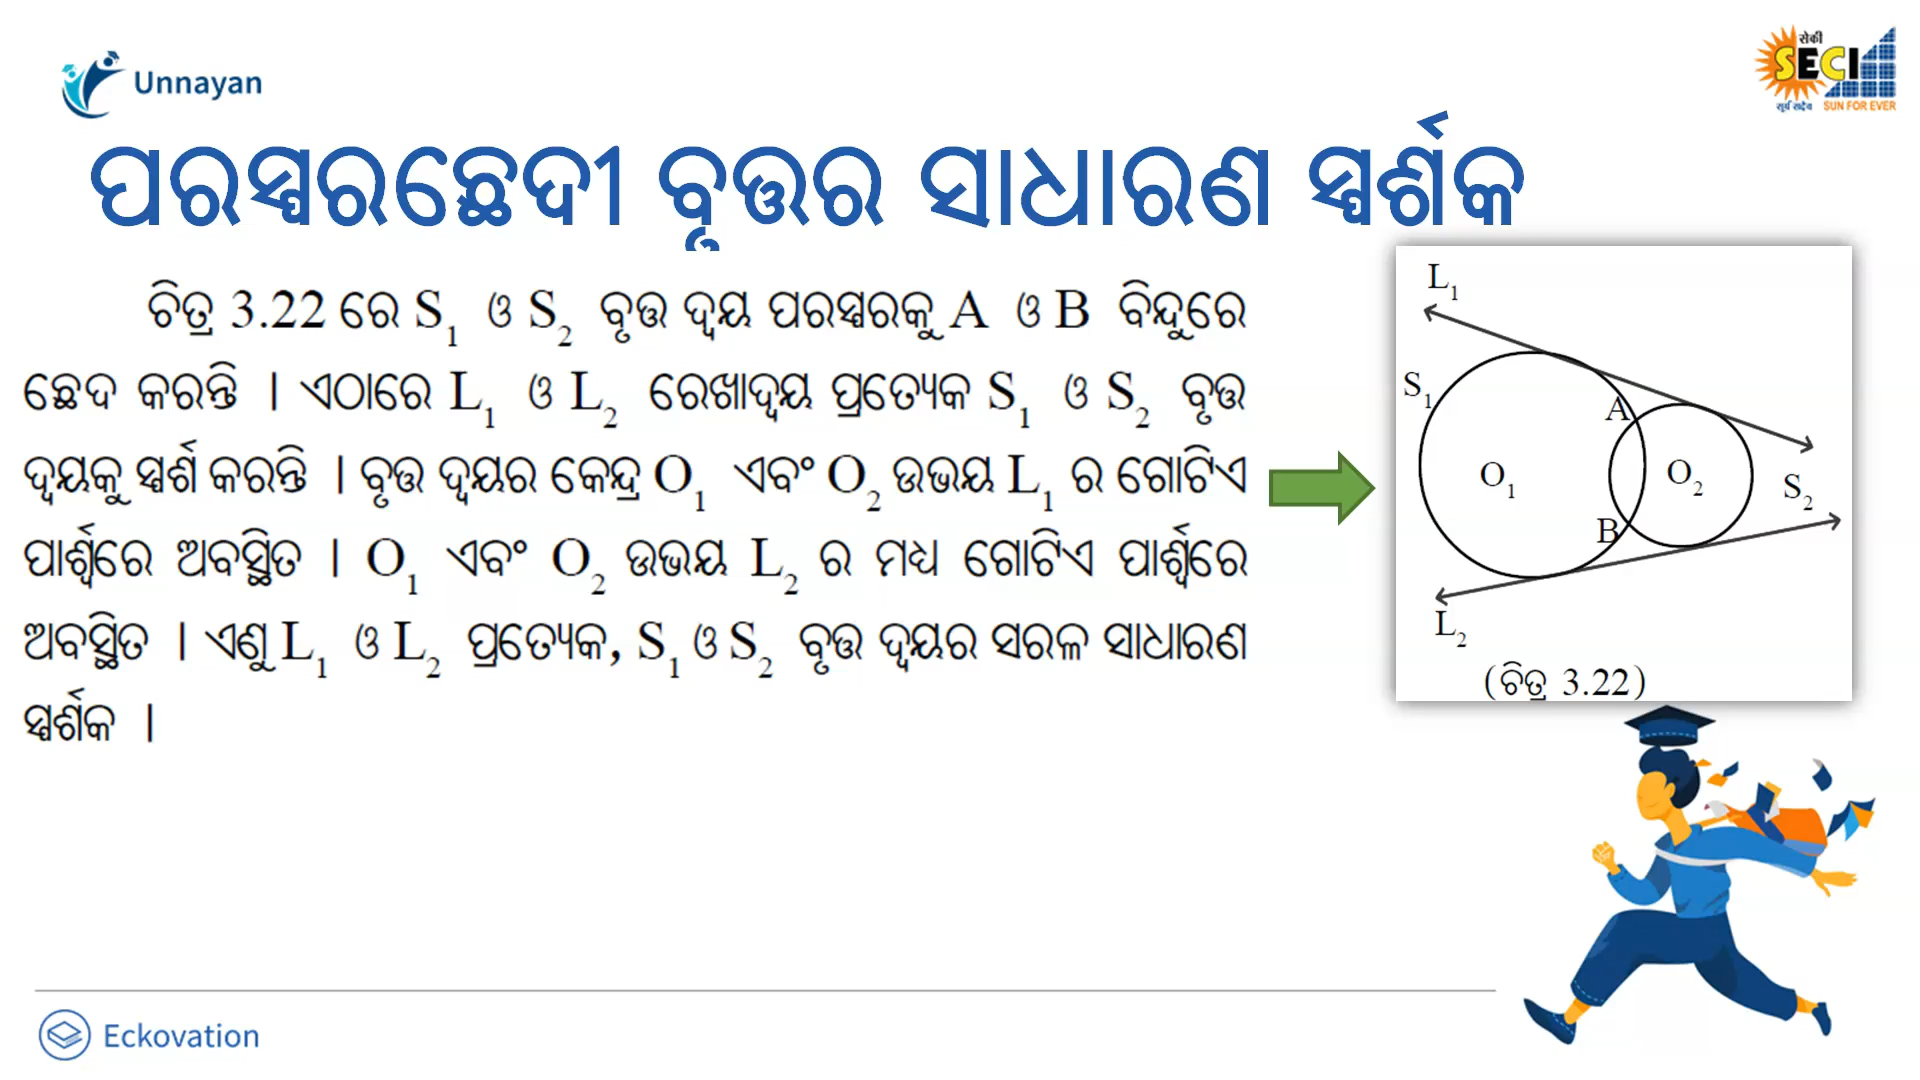 Unnayan
सेकी
SECI
सूर्य सदैव SUN FOR EVER
ପରସ୍ପରଛେଦୀ ବୃତ୍ତର ସାଧାରଣ ସ୍ପର୍ଶକ
ଚିତ୍ର 3.22 ରେ S₁ ଓ S₂ ବୃତ୍ତ ଦ୍ୱୟ ପରସ୍ପରକୁ A ଓ B ବିନ୍ଦୁରେ
ଛେଦ କରନ୍ତି । ଏଠାରେ L₁ ଓ L₂ ରେଖାଦ୍ୱୟ ପ୍ରତ୍ୟେକ S₁ ଓ S₂ ବୃତ୍ତ
ଦ୍ୱୟକୁ ସ୍ପର୍ଶ କରନ୍ତି । ବୃତ୍ତ ଦ୍ୱୟର କେନ୍ଦ୍ର O₁ ଏବଂ O₂ ଉଭୟ L₁ ର ଗୋଟିଏ
ପାର୍ଶ୍ୱରେ ଅବସ୍ଥିତ । O₁ ଏବଂ O₂ ଉଭୟ L₂ ର ମଧ୍ୟ ଗୋଟିଏ ପାର୍ଶ୍ୱରେ
ଅବସ୍ଥିତ । ଏଣୁ L₁ ଓ L₂ ପ୍ରତ୍ୟେକ, S₁ ଓ S₂ ବୃତ୍ତ ଦ୍ୱୟର ସରଳ ସାଧାରଣ
ସ୍ପର୍ଶକ ।
L₁
S₁
A
O₁
O₂
S₂
B
L₂
(ଚିତ୍ର 3.22)
Eckovation